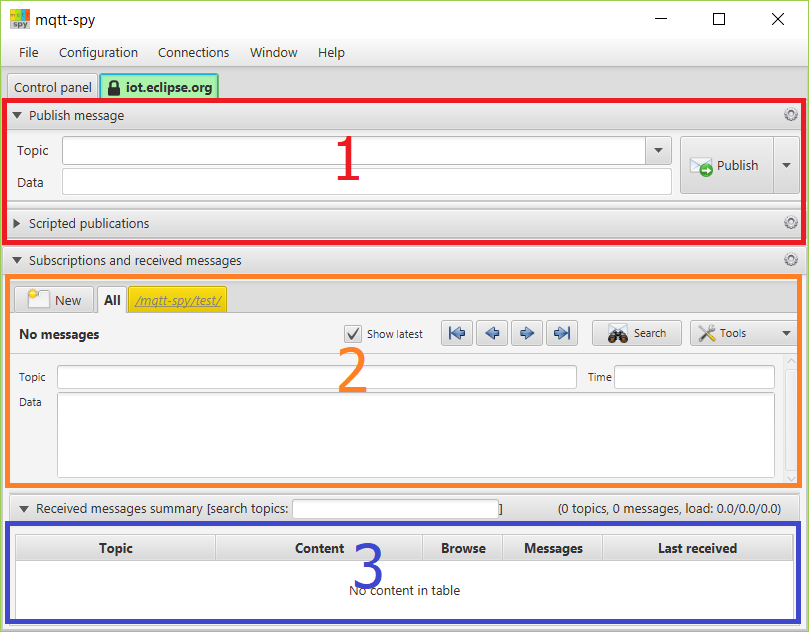 mqtt spy mqtt-spy
File Configuration Connections Window Help
Control panel iot.eclipse.org
Publish message
Topic
1
Publish
Data
Scripted publications
Subscriptions and received messages
New All /mqtt-spy/test/
No messages Show latest Search Tools
2
Topic Time
Data
Received messages summary [search topics: ] (0 topics, 0 messages, load: 0.0/0.0/0.0)
Topic Content Browse Messages Last received
3
No content in table